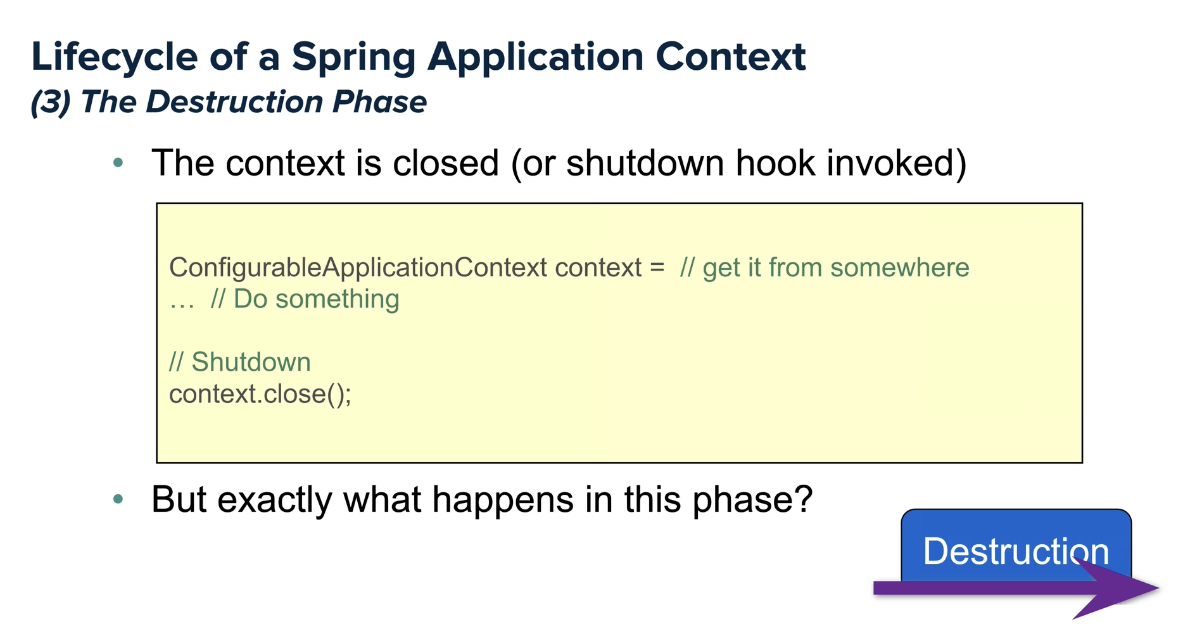 Lifecycle of a Spring Application Context
(3) The Destruction Phase
• The context is closed (or shutdown hook invoked)
ConfigurableApplicationContext context = // get it from somewhere
… // Do something
// Shutdown
context.close();
• But exactly what happens in this phase?
Destruction